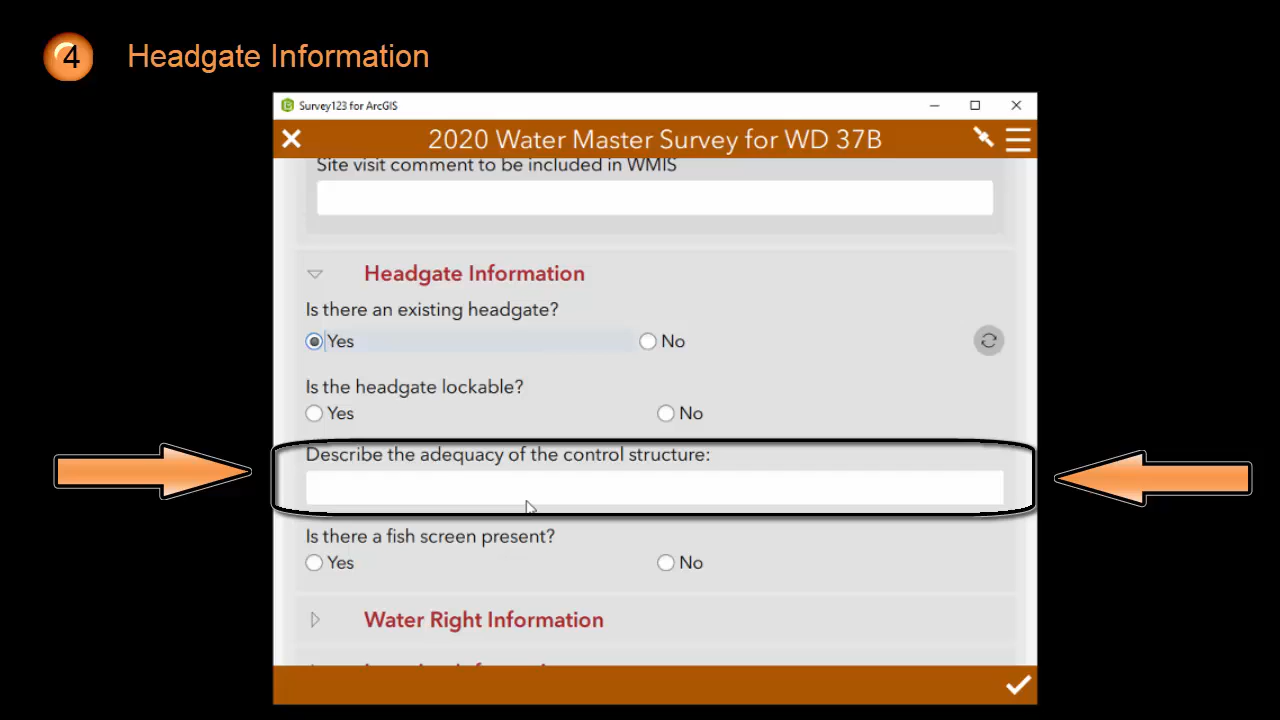 4 Headgate Information
Survey123 for ArcGIS
2020 Water Master Survey for WD 37B
Site visit comment to be included in WMIS
Headgate Information
Is there an existing headgate?
Yes No
Is the headgate lockable?
Yes No
Describe the adequacy of the control structure:
Is there a fish screen present?
Yes No
Water Right Information